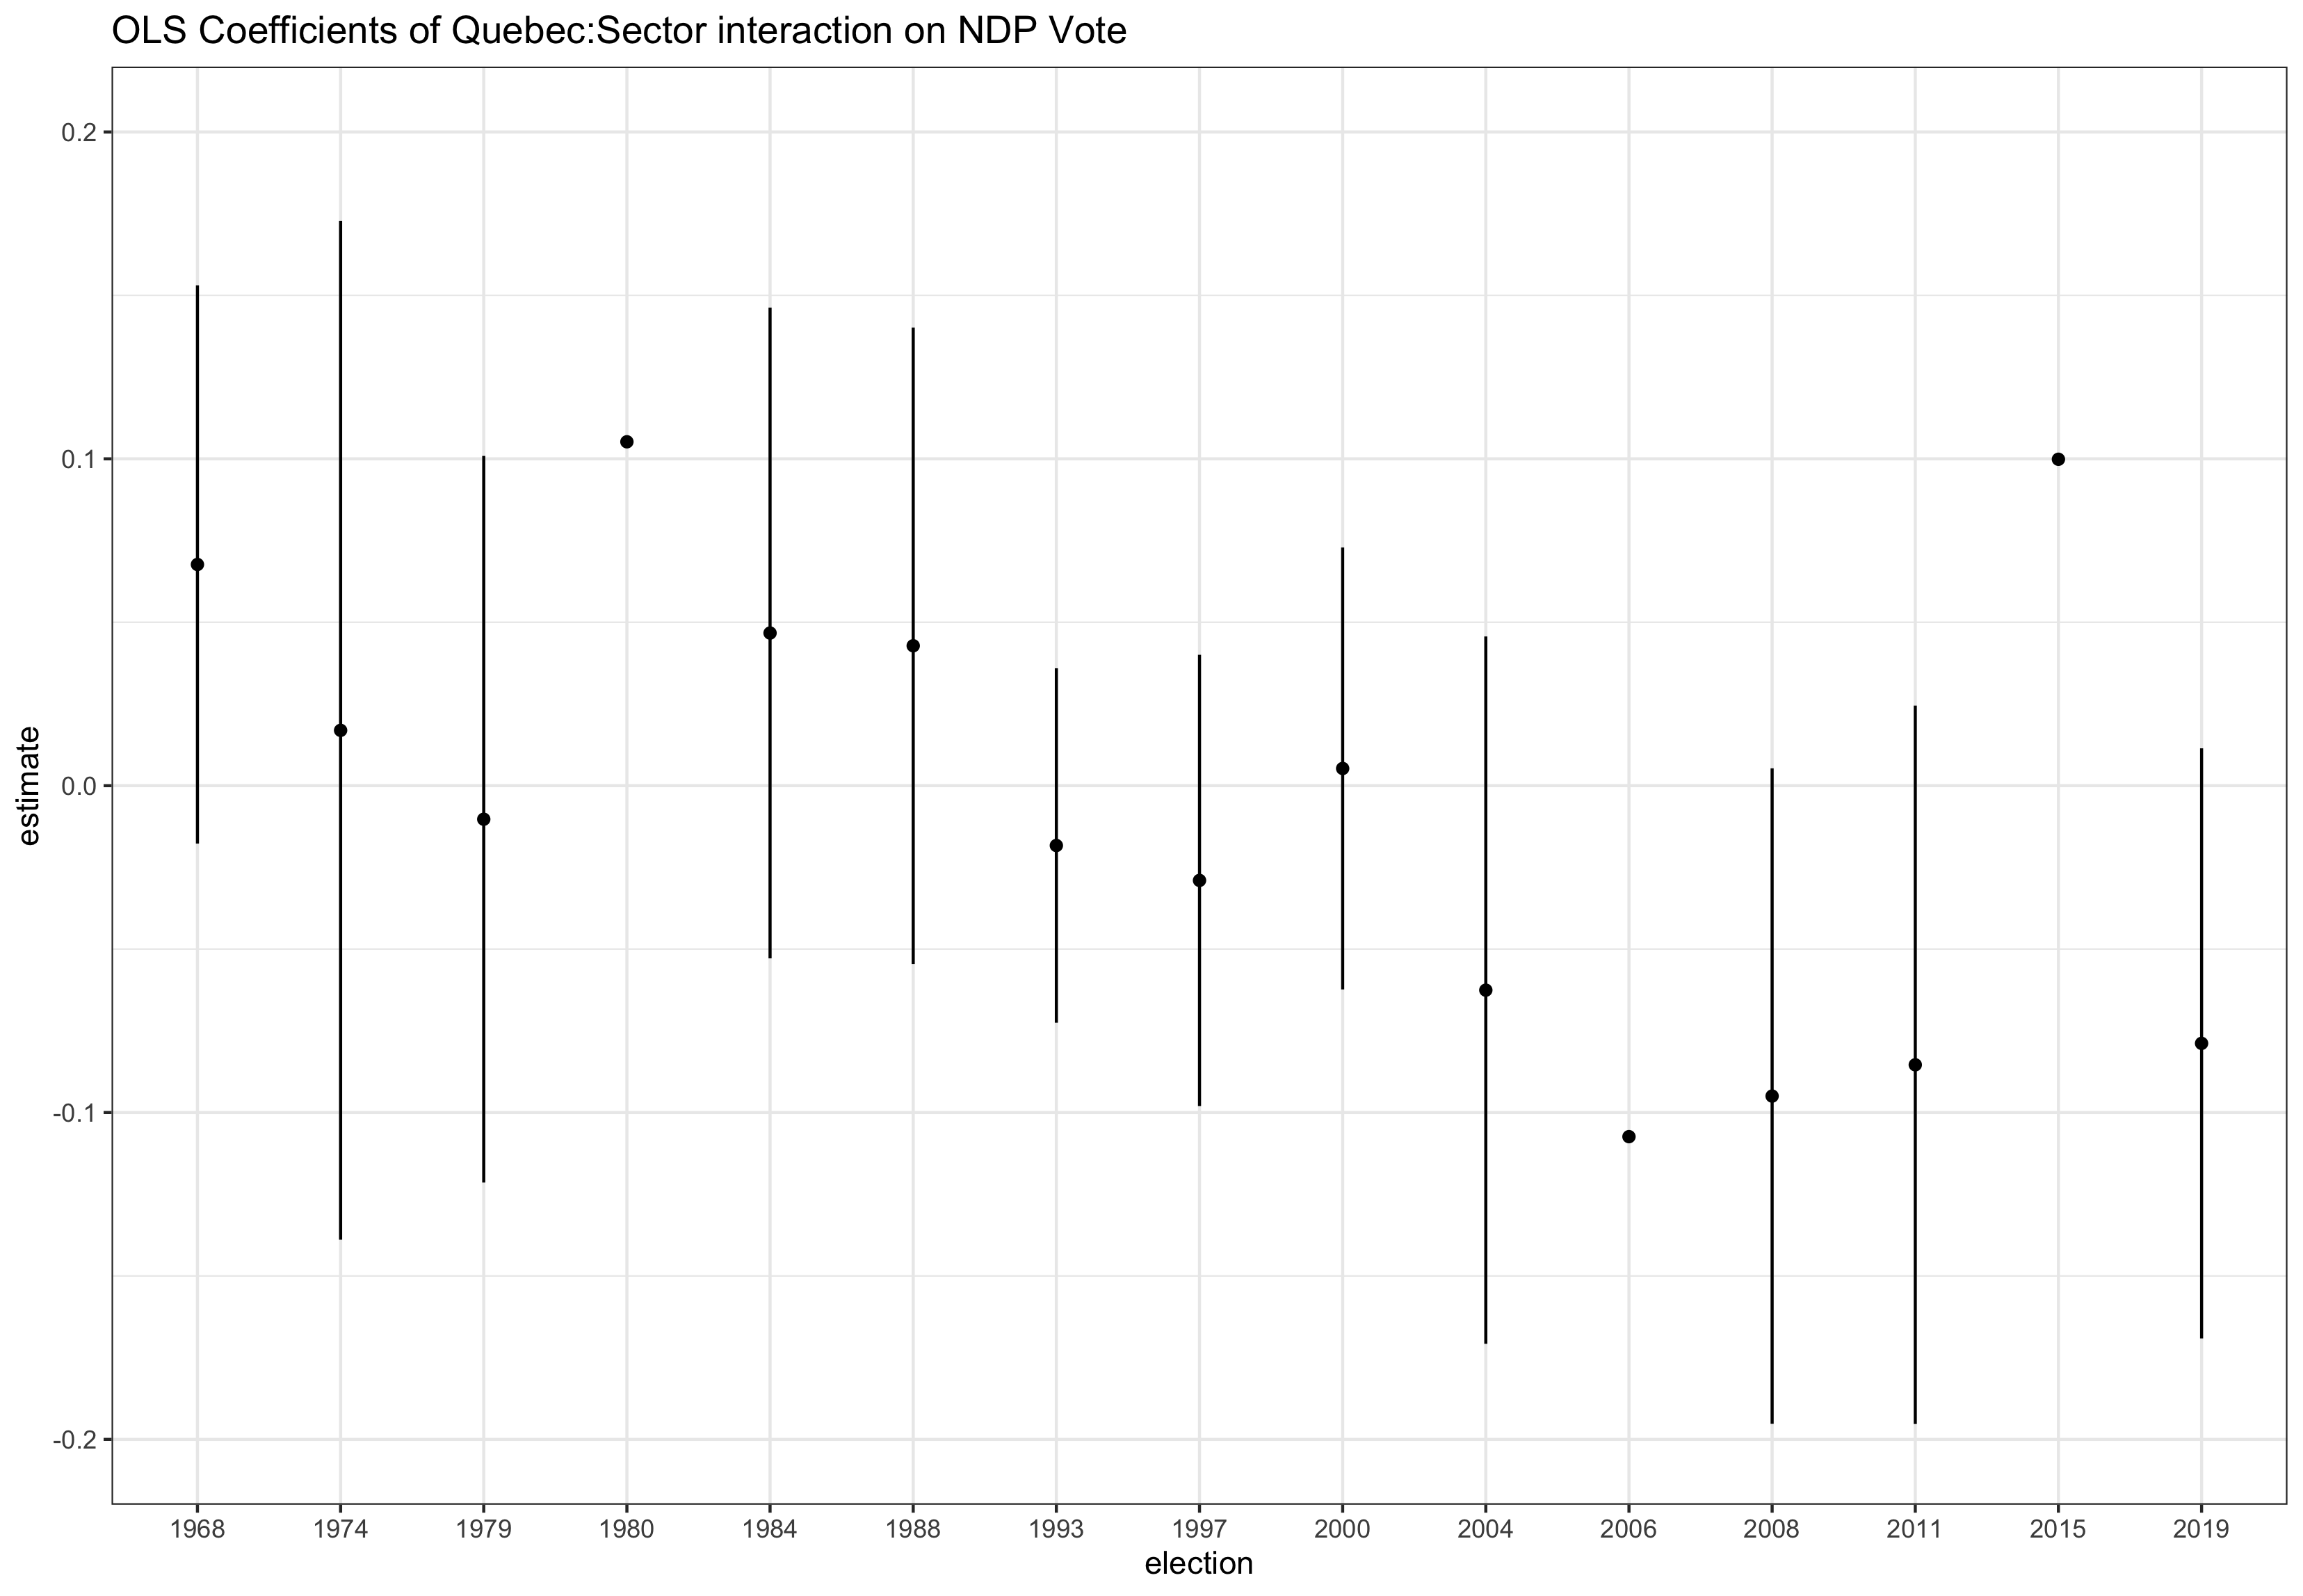 OLS Coefficients of Quebec:Sector interaction on NDP Vote
0.2
0.1
0.0
-0.1
-0.2
estimate
1968 1974 1979 1980 1984 1988 1993 1997 2000 2004 2006 2008 2011 2015 2019
election